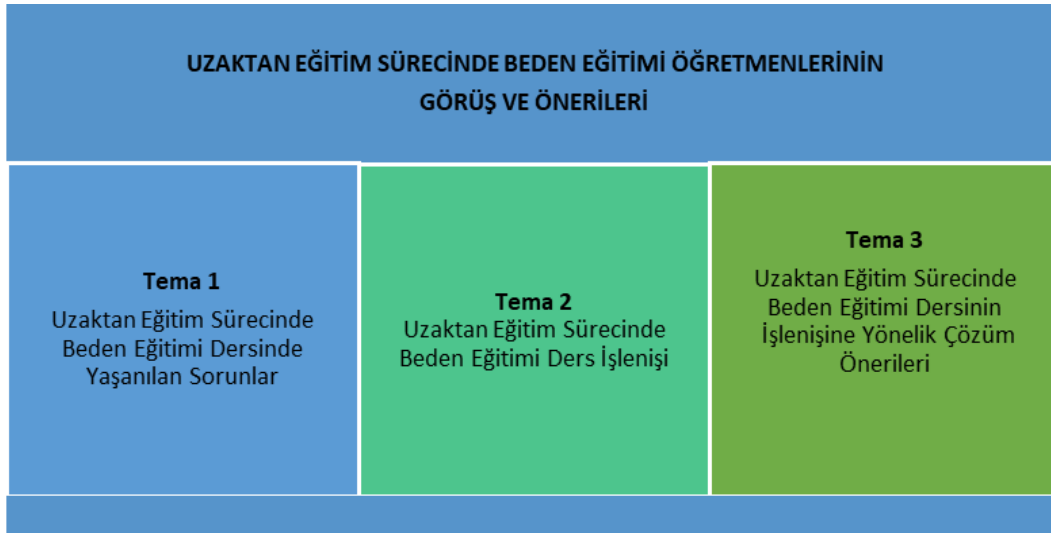 UZAKTAN EĞİTİM SÜRECİNDE BEDEN EĞİTİMİ ÖĞRETMENLERİNİN
GÖRÜŞ VE ÖNERİLERİ
Tema 1
Uzaktan Eğitim Sürecinde
Beden Eğitimi Dersinde
Yaşanılan Sorunlar
Tema 2
Uzaktan Eğitim Sürecinde
Beden Eğitimi Ders İşlenişi
Tema 3
Uzaktan Eğitim Sürecinde
Beden Eğitimi Dersinin
İşlenişine Yönelik Çözüm
Önerileri